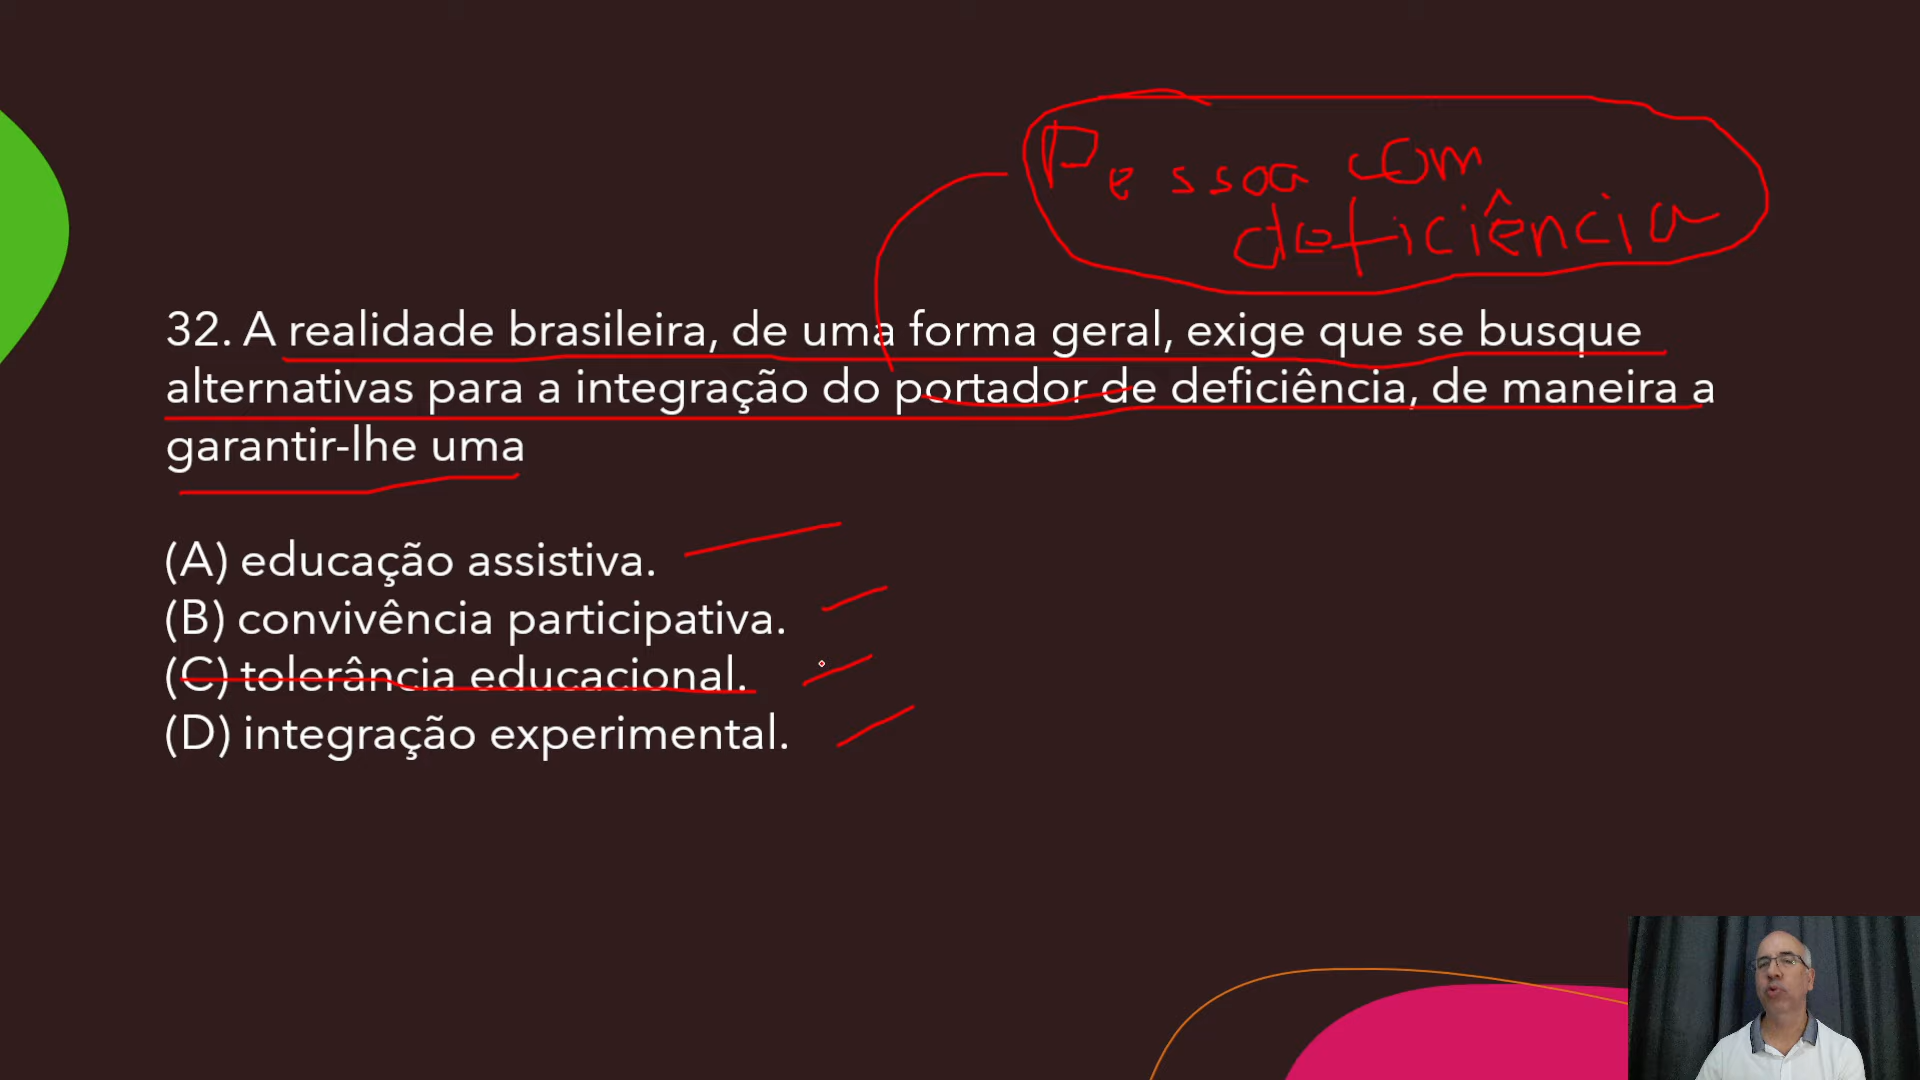 Pessoa com
deficiência
32. A realidade brasileira, de uma forma geral, exige que se busque
alternativas para a integração do portador de deficiência, de maneira a
garantir-lhe uma
(A) educação assistiva.
(B) convivência participativa.
(C) tolerância educacional.
(D) integração experimental.